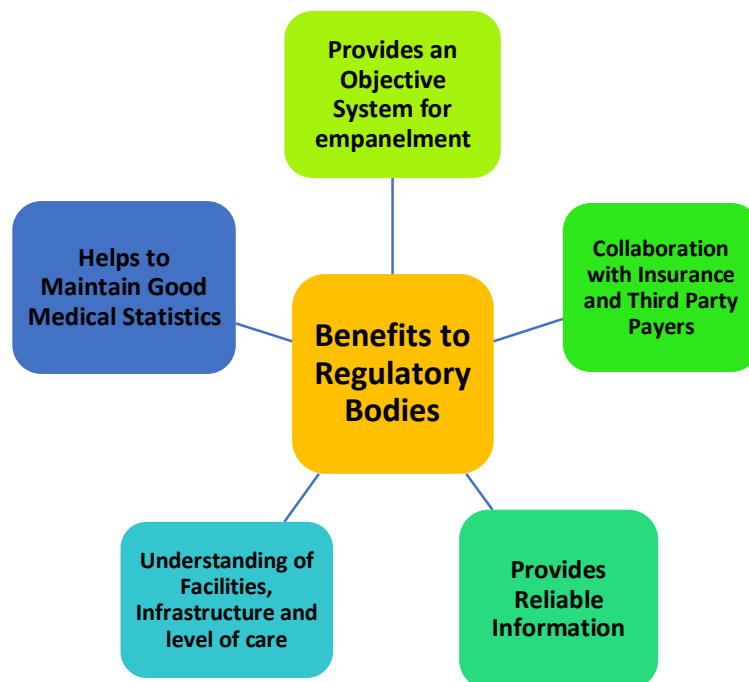 Provides an
Objective
System for
empanelment
Helps to
Maintain Good
Medical Statistics
Collaboration
with Insurance
and Third Party
Payers
Benefits to
Regulatory
Bodies
Understanding of
Facilities,
Infrastructure and
level of care
Provides
Reliable
Information